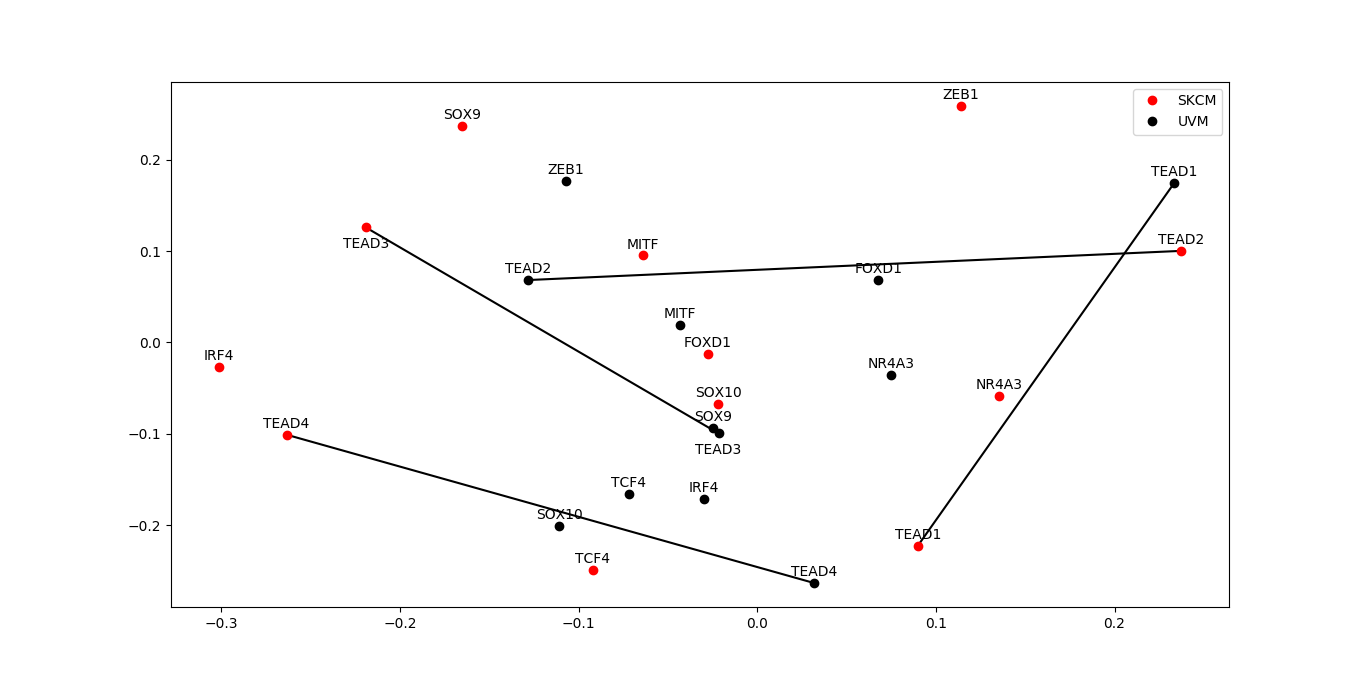 ZEB1
SOX9
SKCM
UVM
ZEB1
TEAD1
0.2
TEAD3
MITF
TEAD2
0.1
TEAD2
FOXD1
MITF
FOXD1
0.0
IRF4
NR4A3
NR4A3
SOX10
SOX9
TEAD4
−0.1
TEAD3
TCF4
IRF4
SOX10
−0.2
TEAD1
TCF4
TEAD4
−0.3 −0.2 −0.1 0.0 0.1 0.2